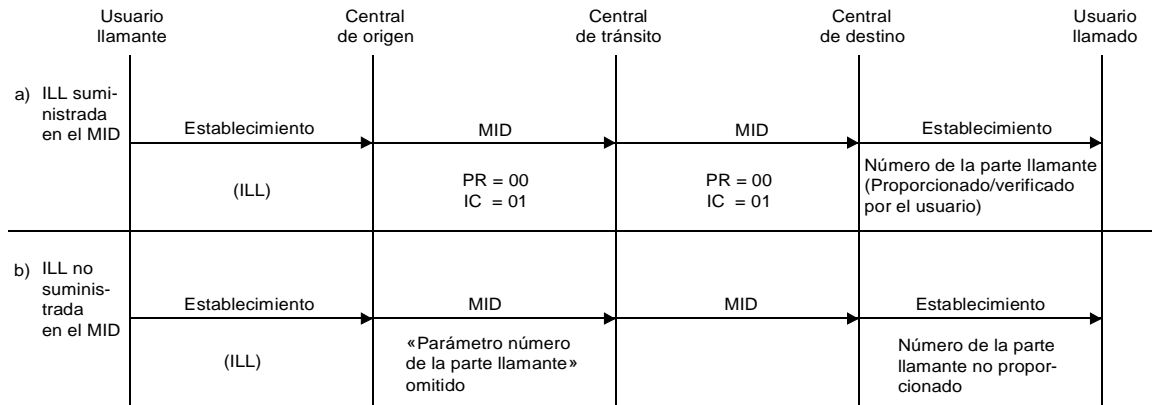 Usuario
llamante
Central
de origen
Central
de tránsito
Central
de destino
Usuario
llamado
a) ILL sumi-
nistrada
en el MID
Establecimiento
MID
MID
Establecimiento
(ILL)
PR = 00
IC = 01
PR = 00
IC = 01
Número de la parte llamante
(Proporcionado/verificado
por el usuario)
b) ILL no
suminis-
trada
en el MID
Establecimiento
MID
MID
Establecimiento
(ILL)
«Parámetro número
de la parte llamante»
omitido
Número de la parte
llamante no propor-
cionado